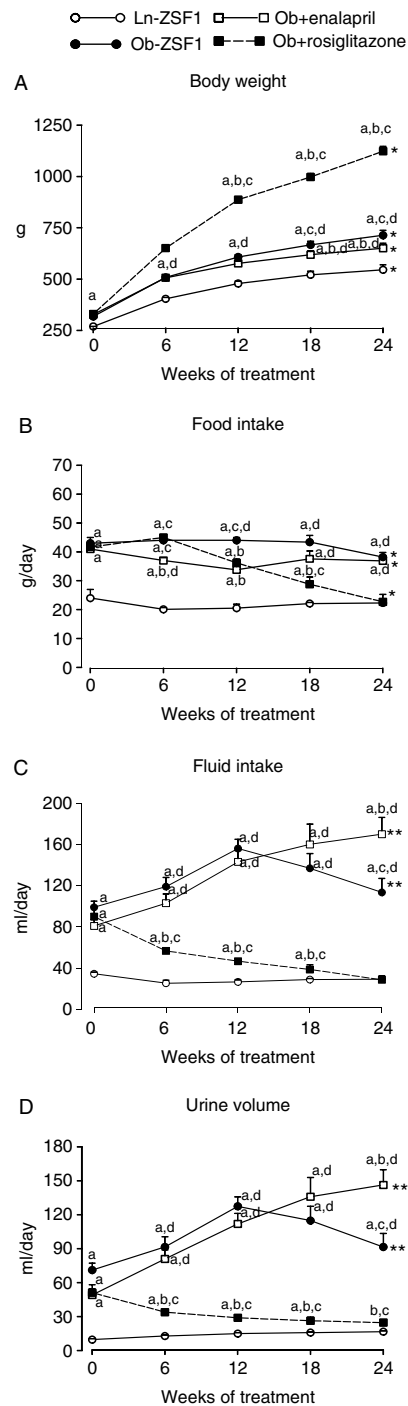 Ln-ZSF1 Ob+enalapril
Ob-ZSF1 Ob+rosiglitazone
A Body weight
1250
1000
750
500
250
g
a
a,d
a,b,c
a,d
a,b,c
a,c,d
a,b,d
a,b,c
*
a,c,d
*
a,b,d
*
*
0 6 12 18 24
Weeks of treatment
B Food intake
70
60
50
40
30
20
10
0
g/day
a
a
a
a,c
a,c
a,b,d
a,c,d
a,b
a,b
a,d
a,d
a,b,c
a,d
*
*
a,d
*
0 6 12 18 24
Weeks of treatment
C Fluid intake
200
160
120
80
40
0
ml/day
a
a
a,d
a,d
a,b,c
a,d
a,d
a,b,c
a,d
a,d
a,b,c
a,b,d
**
a,c,d
**
0 6 12 18 24
Weeks of treatment
D Urine volume
180
150
120
90
60
30
0
ml/day
a
a
a
a,d
a,d
a,b,c
a,d
a,d
a,b,c
a,d
a,d
a,b,c
a,b,d
**
a,c,d
**
b,c
0 6 12 18 24
Weeks of treatment